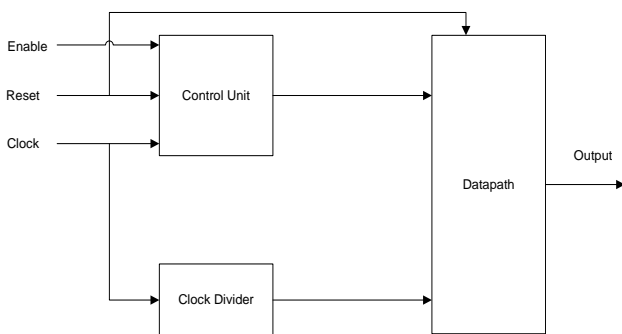 Enable
Reset
Control Unit
Clock
Output
Datapath
Clock Divider